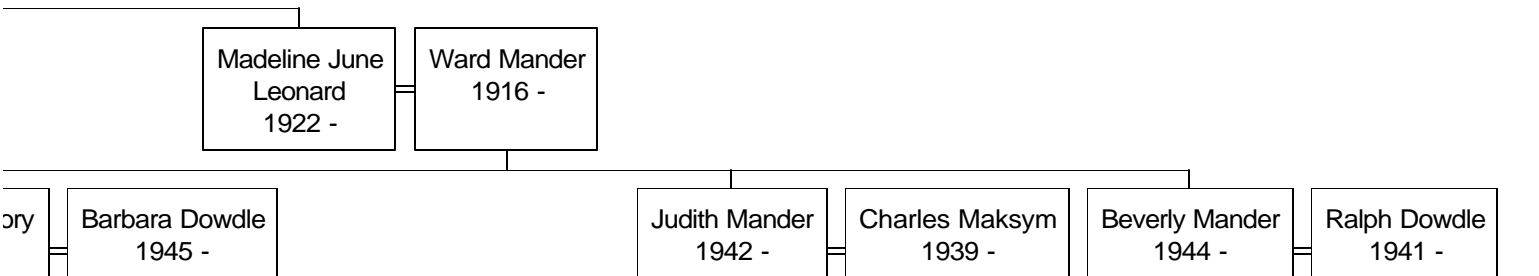 Madeline June
Leonard
1922 -
Ward Mander
1916 -
ory
Barbara Dowdle
1945 -
Judith Mander
1942 -
Charles Maksym
1939 -
Beverly Mander
1944 -
Ralph Dowdle
1941 -